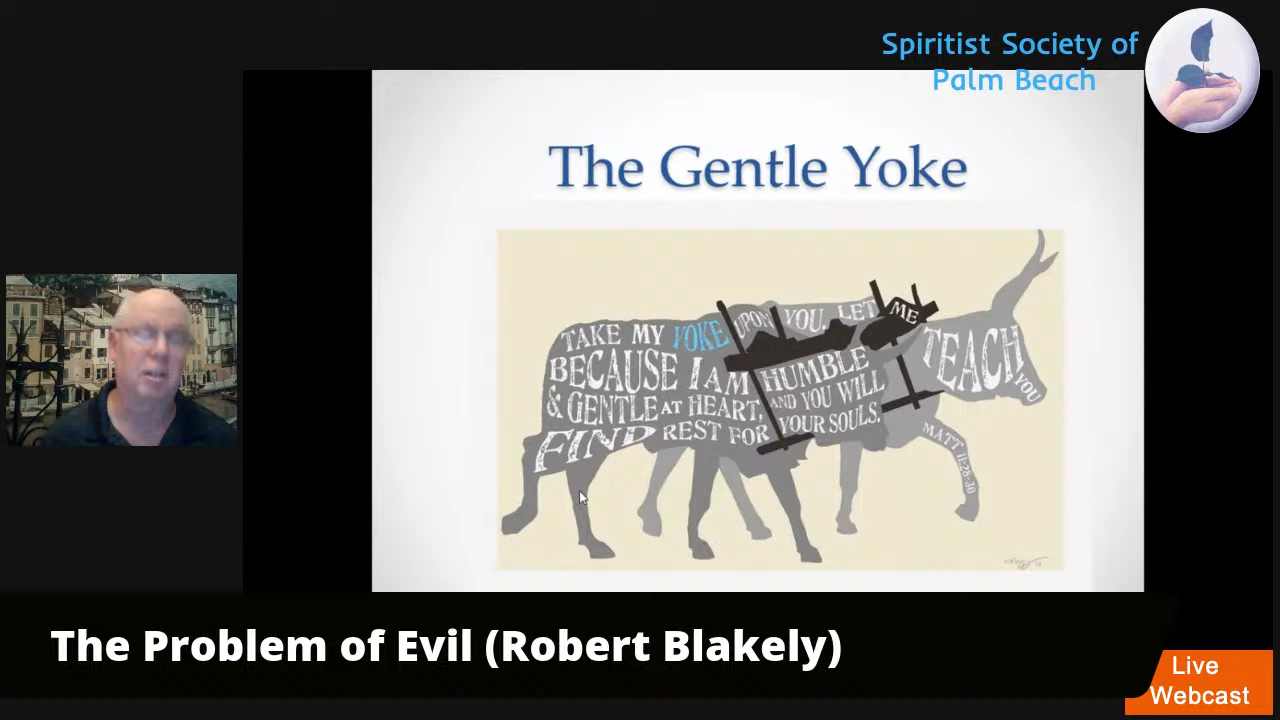 Spiritist Society of
Palm Beach
The Gentle Yoke
TAKE MY YOKE UPON YOU. LET ME
TEACH YOU
BECAUSE I AM HUMBLE
& GENTLE AT HEART, AND YOU WILL
FIND REST FOR YOUR SOULS.
MATT 11:28-30
The Problem of Evil (Robert Blakely)
Live
Webcast